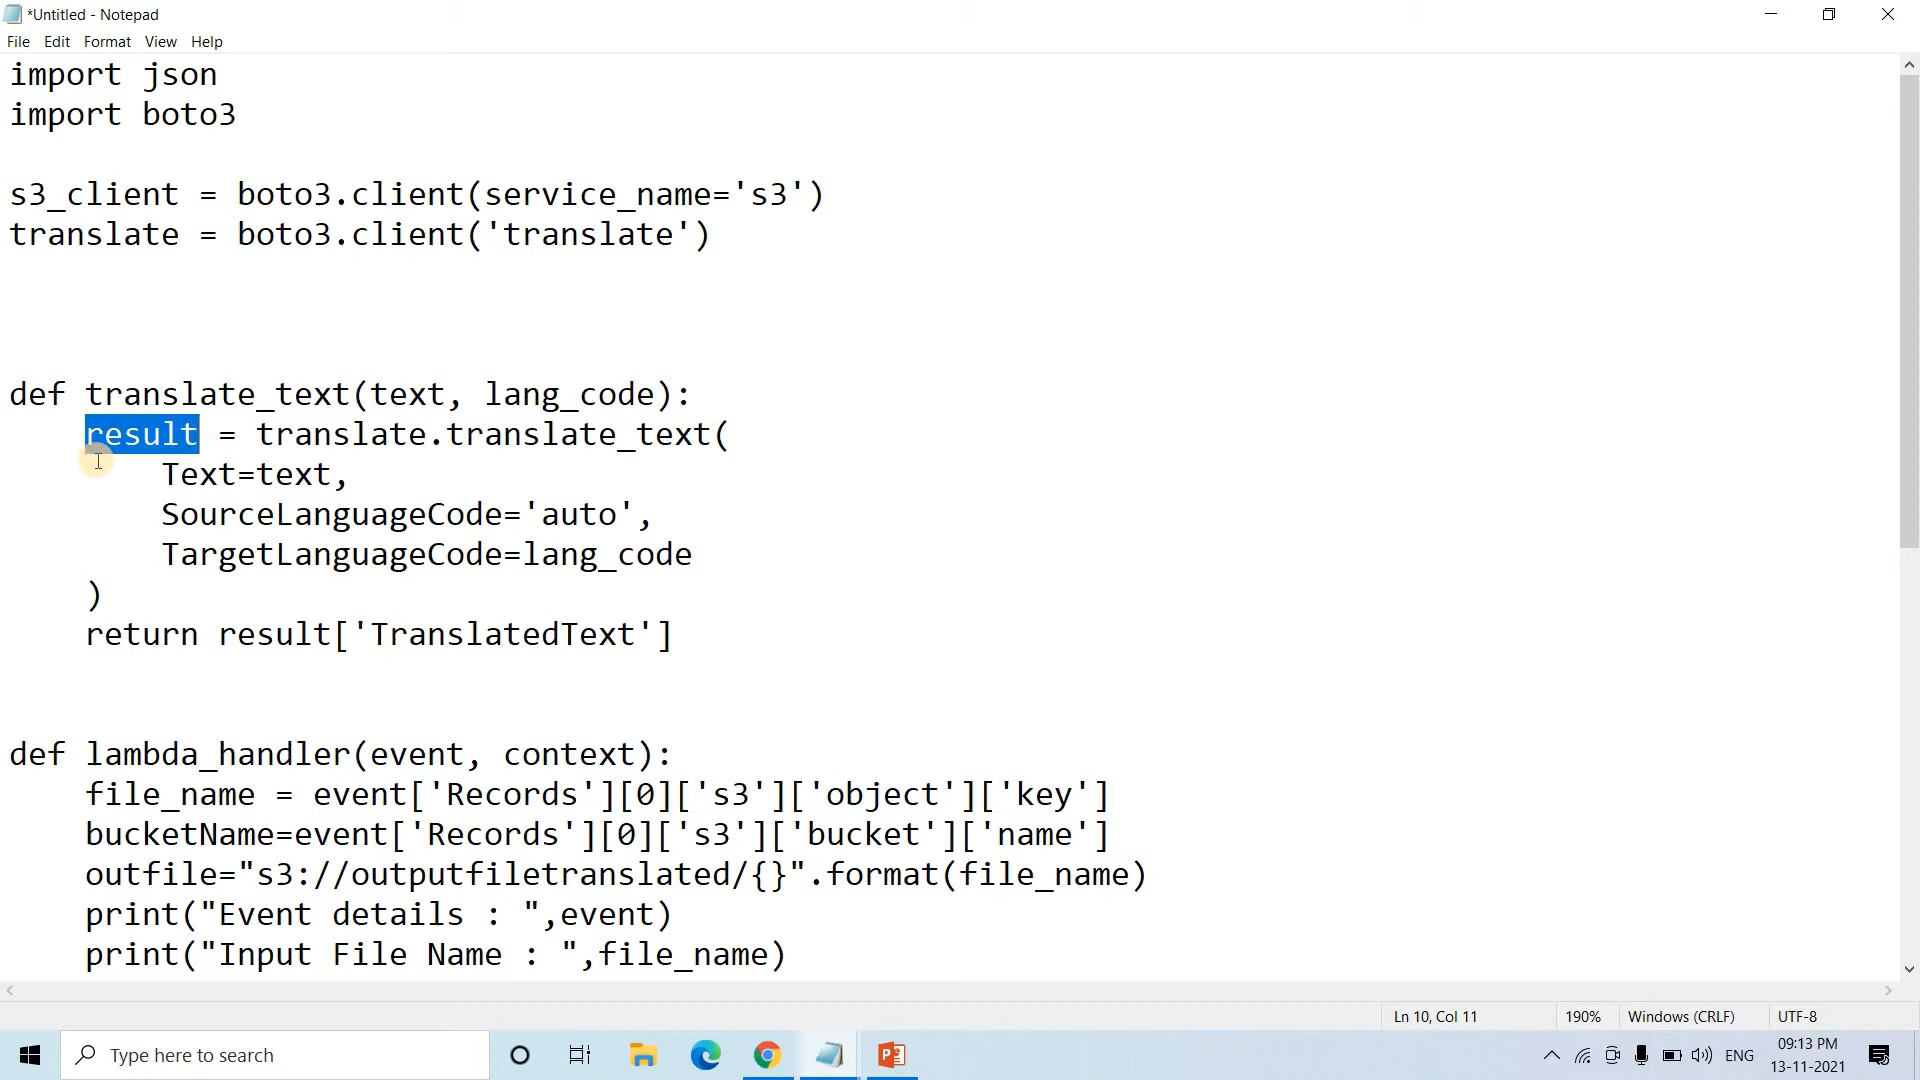 *Untitled - Notepad
File Edit Format View Help
import json
import boto3
s3_client = boto3.client(service_name='s3')
translate = boto3.client('translate')
def translate_text(text, lang_code):
    result = translate.translate_text(
        Text=text,
        SourceLanguageCode='auto',
        TargetLanguageCode=lang_code
    )
    return result['TranslatedText']
def lambda_handler(event, context):
    file_name = event['Records'][0]['s3']['object']['key']
    bucketName=event['Records'][0]['s3']['bucket']['name']
    outfile="s3://outputfiletranslated/{}".format(file_name)
    print("Event details : ",event)
    print("Input File Name : ",file_name)
Ln 10, Col 11 190% Windows (CRLF) UTF-8
Type here to search
ENG
09:13 PM
13-11-2021